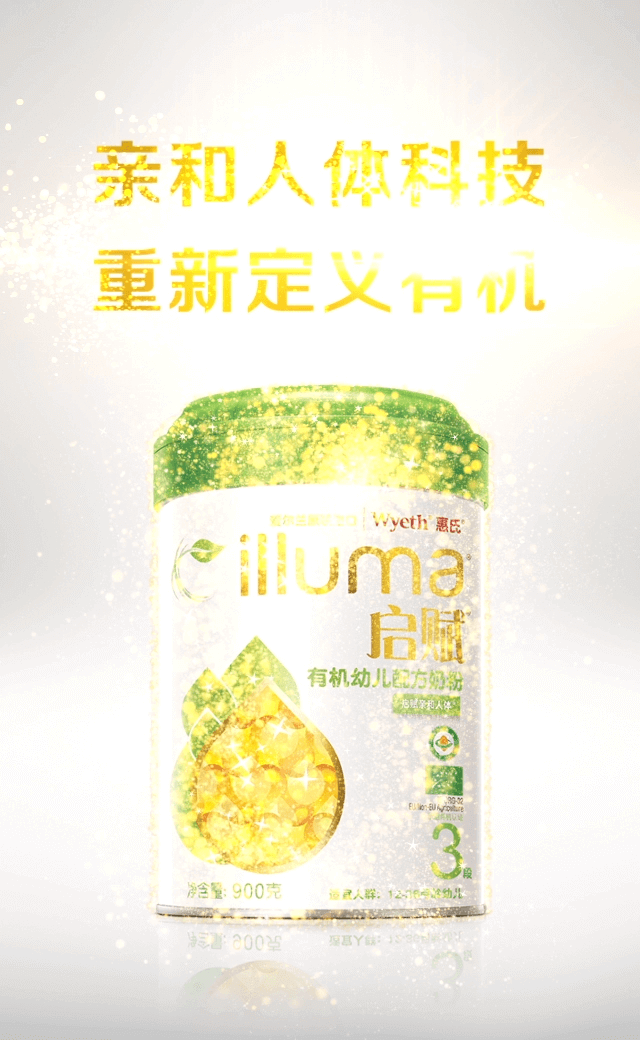 亲和人体科技
重新定义有机
Wyeth® 惠氏®
illuma®
启赋
有机幼儿配方奶粉
3段
净含量: 900克